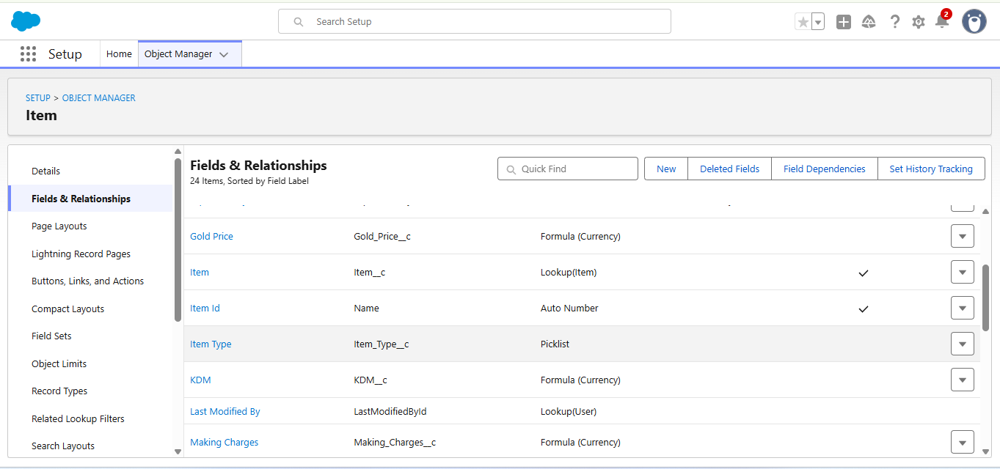 Search Setup
2
Setup
Home
Object Manager
SETUP > OBJECT MANAGER
Item
Details
Fields & Relationships
Page Layouts
Lightning Record Pages
Buttons, Links, and Actions
Compact Layouts
Field Sets
Object Limits
Record Types
Related Lookup Filters
Search Layouts
Fields & Relationships
24 Items, Sorted by Field Label
Quick Find
New
Deleted Fields
Field Dependencies
Set History Tracking
Gold Price Gold_Price__c Formula (Currency)
Item Item__c Lookup(Item)
Item Id Name Auto Number
Item Type Item_Type__c Picklist
KDM KDM__c Formula (Currency)
Last Modified By LastModifiedById Lookup(User)
Making Charges Making_Charges__c Formula (Currency)